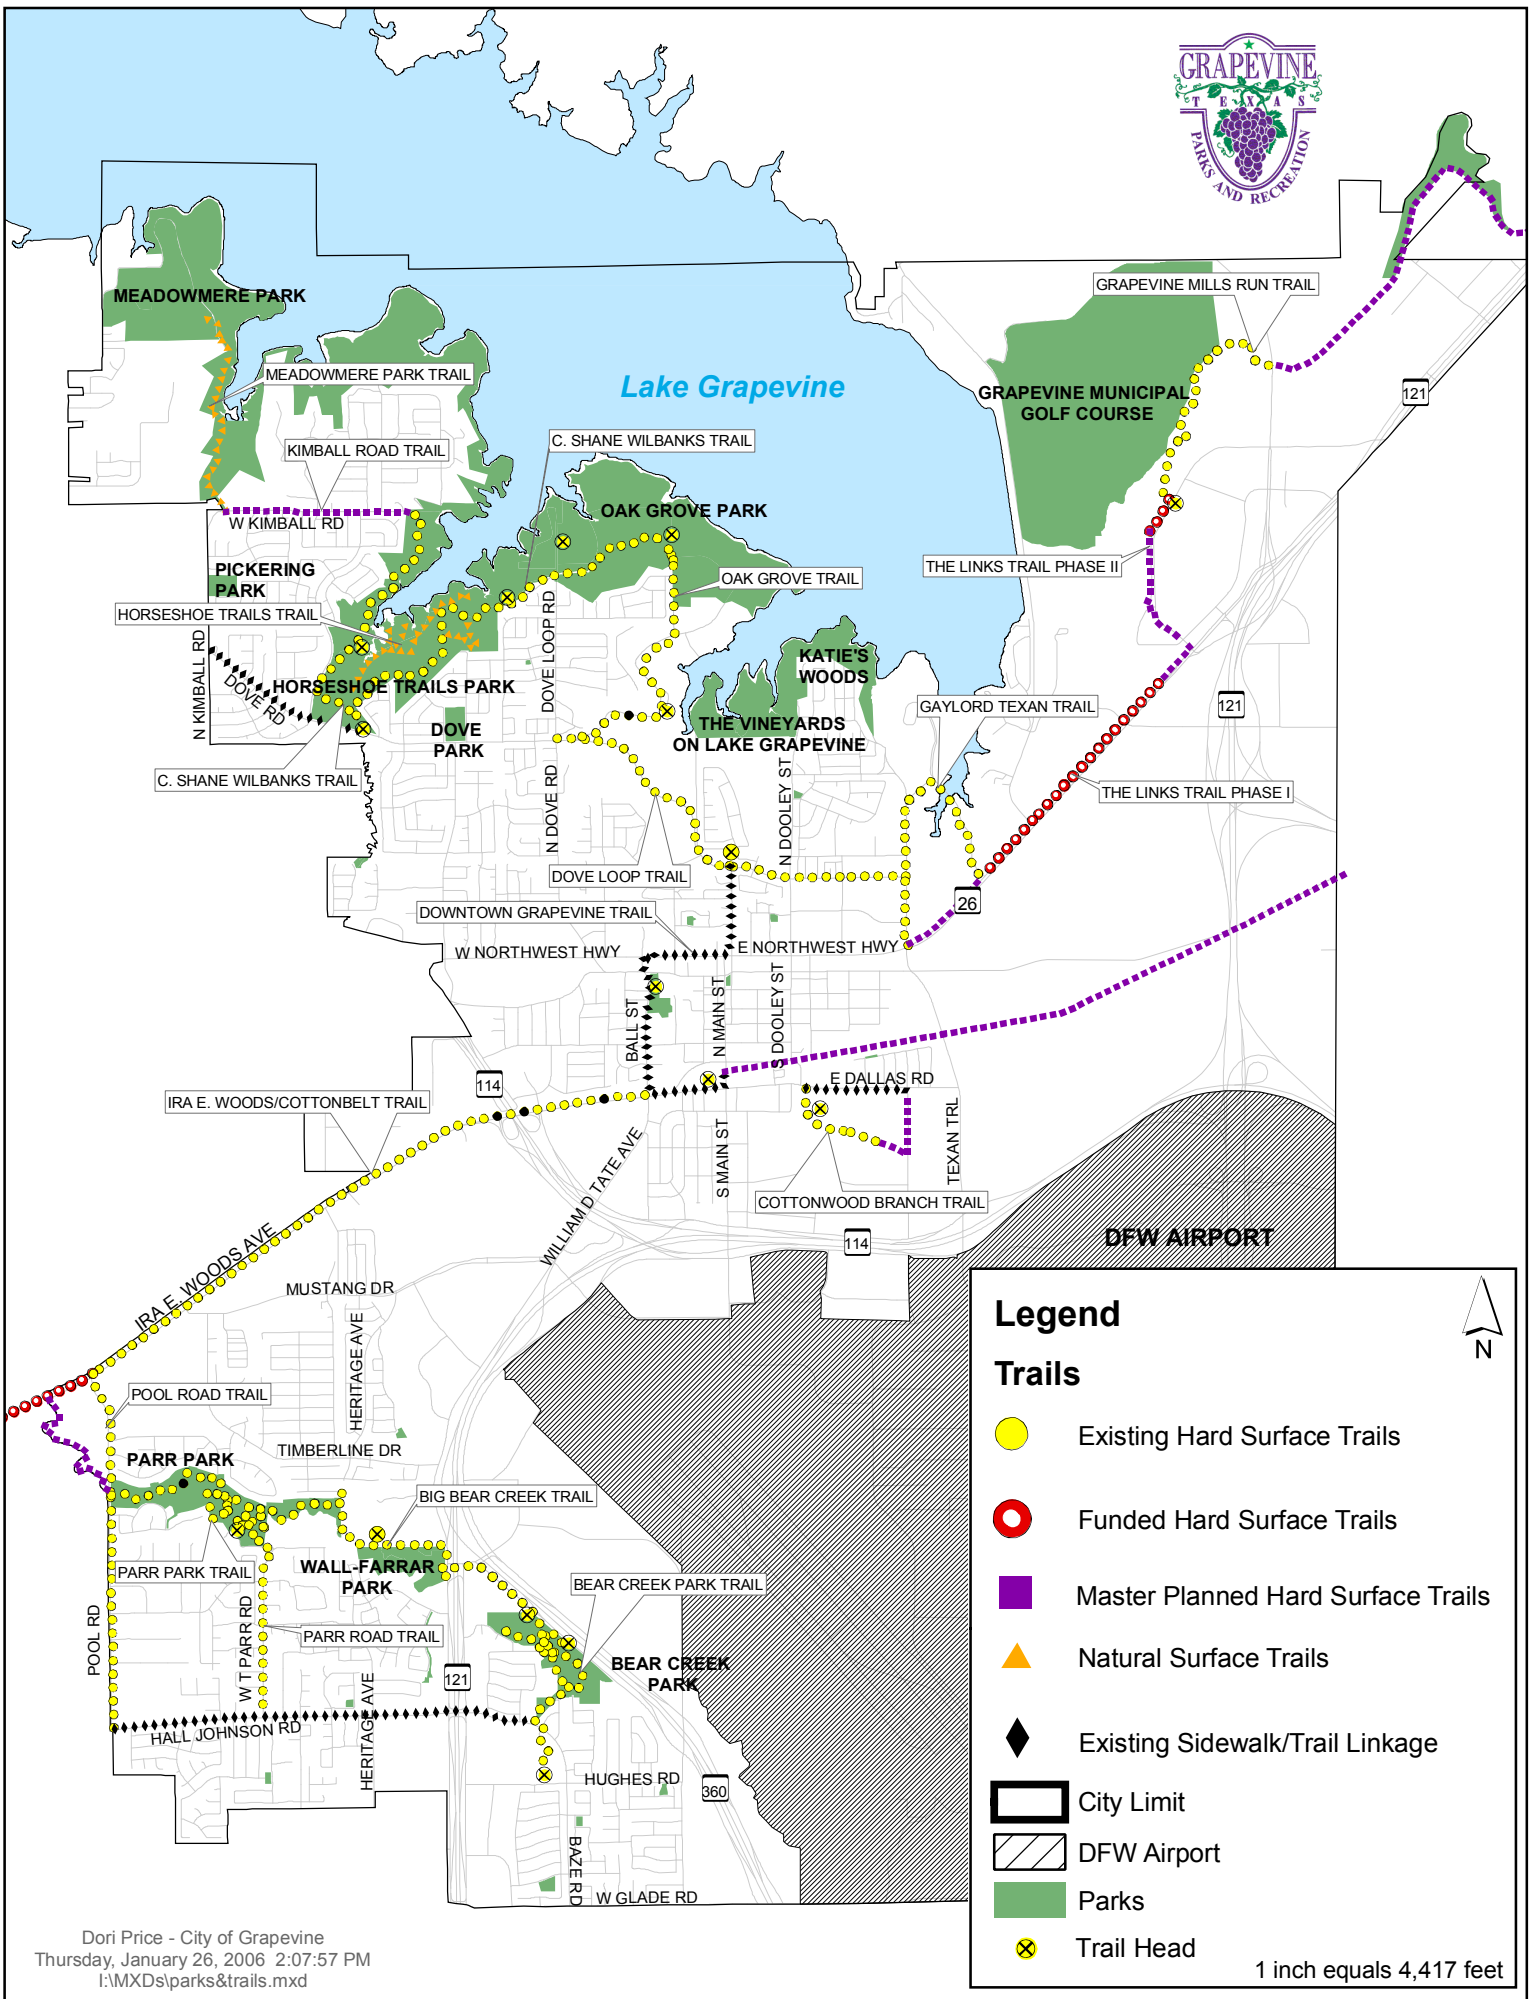 GRAPEVINE
T E X A S
PARKS AND RECREATION
MEADOWMERE PARK
GRAPEVINE MILLS RUN TRAIL
MEADOWMERE PARK TRAIL
Lake Grapevine
GRAPEVINE MUNICIPAL
GOLF COURSE
121
C. SHANE WILBANKS TRAIL
KIMBALL ROAD TRAIL
OAK GROVE PARK
W KIMBALL RD
THE LINKS TRAIL PHASE II
PICKERING
PARK
OAK GROVE TRAIL
HORSESHOE TRAILS TRAIL
DOVE LOOP RD
N KIMBALL RD
DOVE RD
KATIE'S
WOODS
HORSESHOE TRAILS PARK
GAYLORD TEXAN TRAIL
121
DOVE
PARK
THE VINEYARDS
ON LAKE GRAPEVINE
C. SHANE WILBANKS TRAIL
N DOVE RD
N DOOLEY ST
THE LINKS TRAIL PHASE I
DOVE LOOP TRAIL
26
DOWNTOWN GRAPEVINE TRAIL
W NORTHWEST HWY
E NORTHWEST HWY
BALL ST
N MAIN ST
S DOOLEY ST
114
E DALLAS RD
IRA E. WOODS/COTTONBELT TRAIL
WILLIAM D TATE AVE
S MAIN ST
TEXAN TRL
COTTONWOOD BRANCH TRAIL
114
DFW AIRPORT
IRA E. WOODS AVE
MUSTANG DR
HERITAGE AVE
POOL ROAD TRAIL
TIMBERLINE DR
PARR PARK
BIG BEAR CREEK TRAIL
PARR PARK TRAIL
WALL-FARRAR
PARK
BEAR CREEK PARK TRAIL
POOL RD
W T PARR RD
PARR ROAD TRAIL
BEAR CREEK
PARK
121
HERITAGE AVE
HALL JOHNSON RD
HUGHES RD
360
BAZE RD
W GLADE RD
Legend
N
Trails
Existing Hard Surface Trails
Funded Hard Surface Trails
Master Planned Hard Surface Trails
Natural Surface Trails
Existing Sidewalk/Trail Linkage
City Limit
DFW Airport
Parks
Trail Head
1 inch equals 4,417 feet
Dori Price - City of Grapevine
Thursday, January 26, 2006 2:07:57 PM
I:\MXDs\parks&trails.mxd